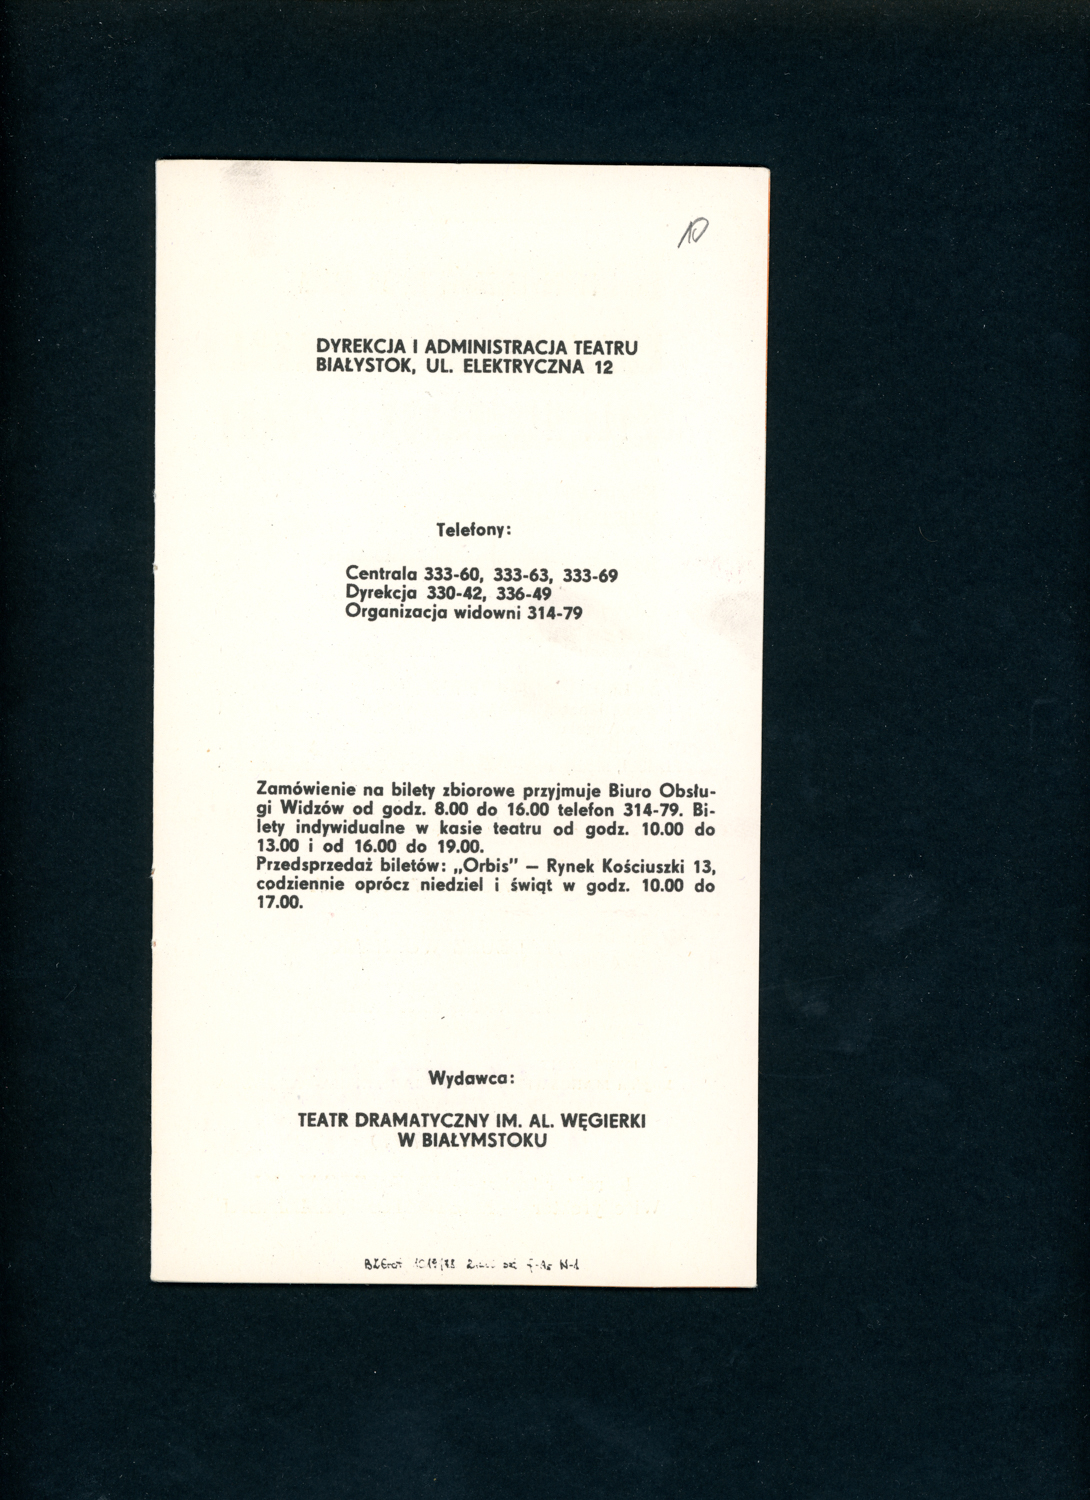 10
DYREKCJA I ADMINISTRACJA TEATRU
BIAŁYSTOK, UL. ELEKTRYCZNA 12
Telefony:
Centrala 333-60, 333-63, 333-69
Dyrekcja 330-42, 336-49
Organizacja widowni 314-79
Zamówienie na bilety zbiorowe przyjmuje Biuro Obsłu-
gi Widzów od godz. 8.00 do 16.00 telefon 314-79. Bi-
lety indywidualne w kasie teatru od godz. 10.00 do
13.00 i od 16.00 do 19.00.
Przedsprzedaż biletów: „Orbis" — Rynek Kościuszki 13,
codziennie oprócz niedziel i świąt w godz. 10.00 do
17.00.
Wydawca:
TEATR DRAMATYCZNY IM. AL. WĘGIERKI
W BIAŁYMSTOKU